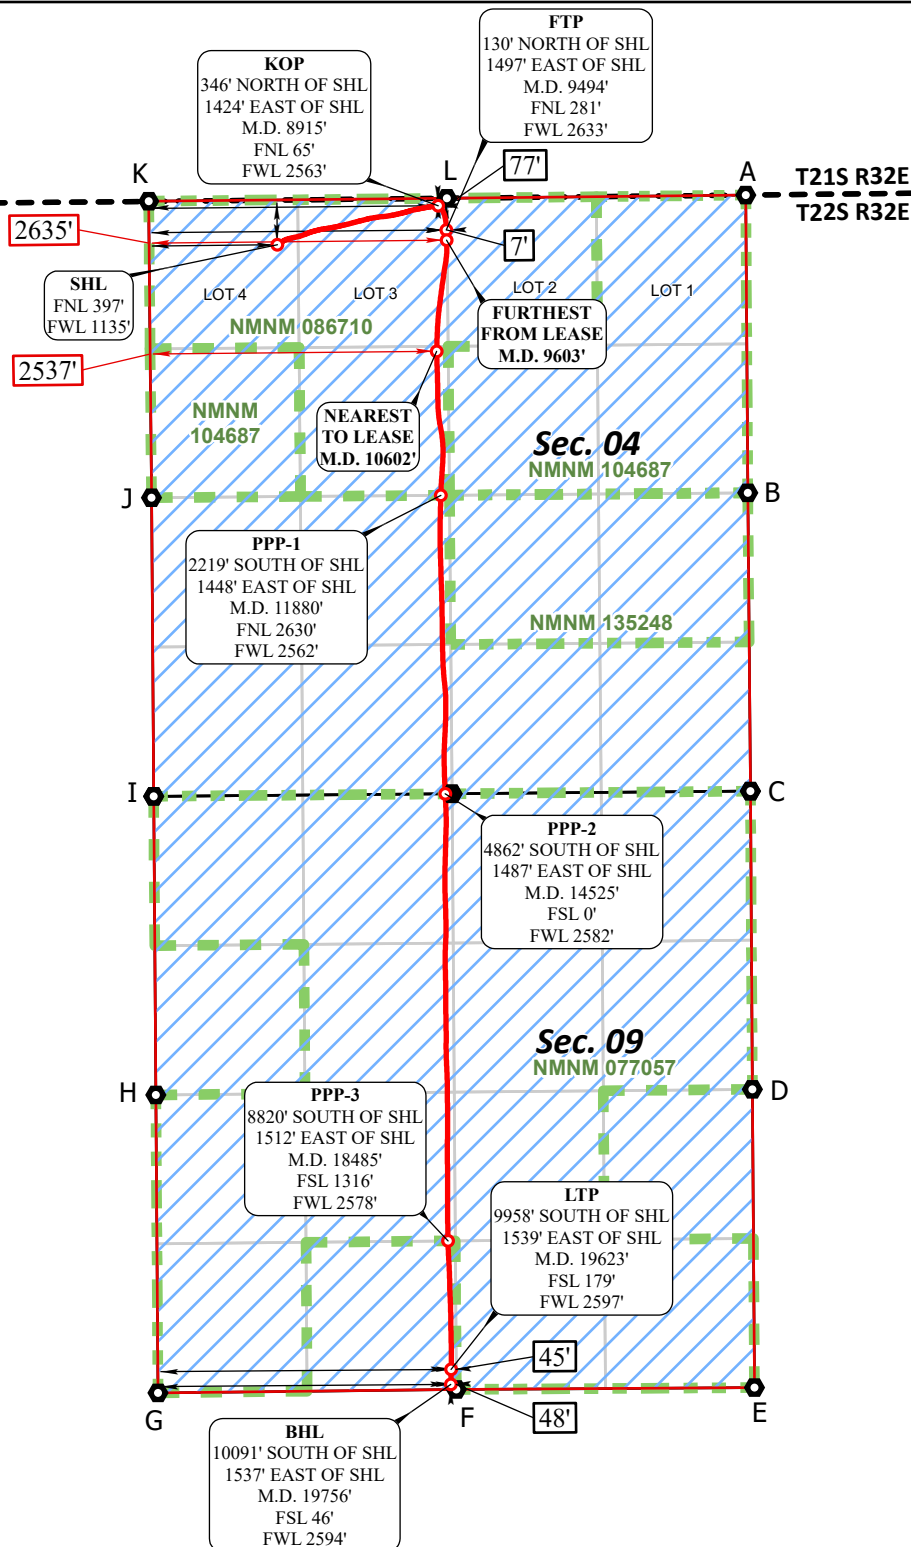 FTP
130' NORTH OF SHL
1497' EAST OF SHL
M.D. 9494'
FNL 281'
FWL 2633'
KOP
346' NORTH OF SHL
1424' EAST OF SHL
M.D. 8915'
FNL 65'
FWL 2563'
77'
K
L
A
T21S R32E
T22S R32E
2635'
7'
SHL
FNL 397'
FWL 1135'
LOT 4
LOT 3
LOT 2
LOT 1
FURTHEST
FROM LEASE
M.D. 9603'
NMNM 086710
2537'
NMNM
104687
NEAREST
TO LEASE
M.D. 10602'
Sec. 04
NMNM 104687
J
B
PPP-1
2219' SOUTH OF SHL
1448' EAST OF SHL
M.D. 11880'
FNL 2630'
FWL 2562'
NMNM 135248
I
C
PPP-2
4862' SOUTH OF SHL
1487' EAST OF SHL
M.D. 14525'
FSL 0'
FWL 2582'
Sec. 09
NMNM 077057
H
D
PPP-3
8820' SOUTH OF SHL
1512' EAST OF SHL
M.D. 18485'
FSL 1316'
FWL 2578'
LTP
9958' SOUTH OF SHL
1539' EAST OF SHL
M.D. 19623'
FSL 179'
FWL 2597'
45'
G
F
E
48'
BHL
10091' SOUTH OF SHL
1537' EAST OF SHL
M.D. 19756'
FSL 46'
FWL 2594'